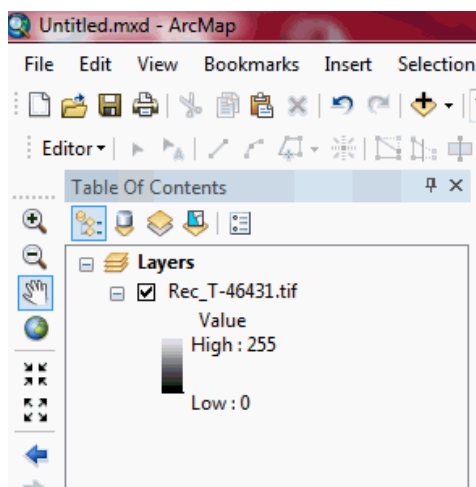 Untitled.mxd - ArcMap
File Edit View Bookmarks Insert Selection
Editor
Table Of Contents
Layers
Rec_T-46431.tif
Value
High : 255
Low : 0